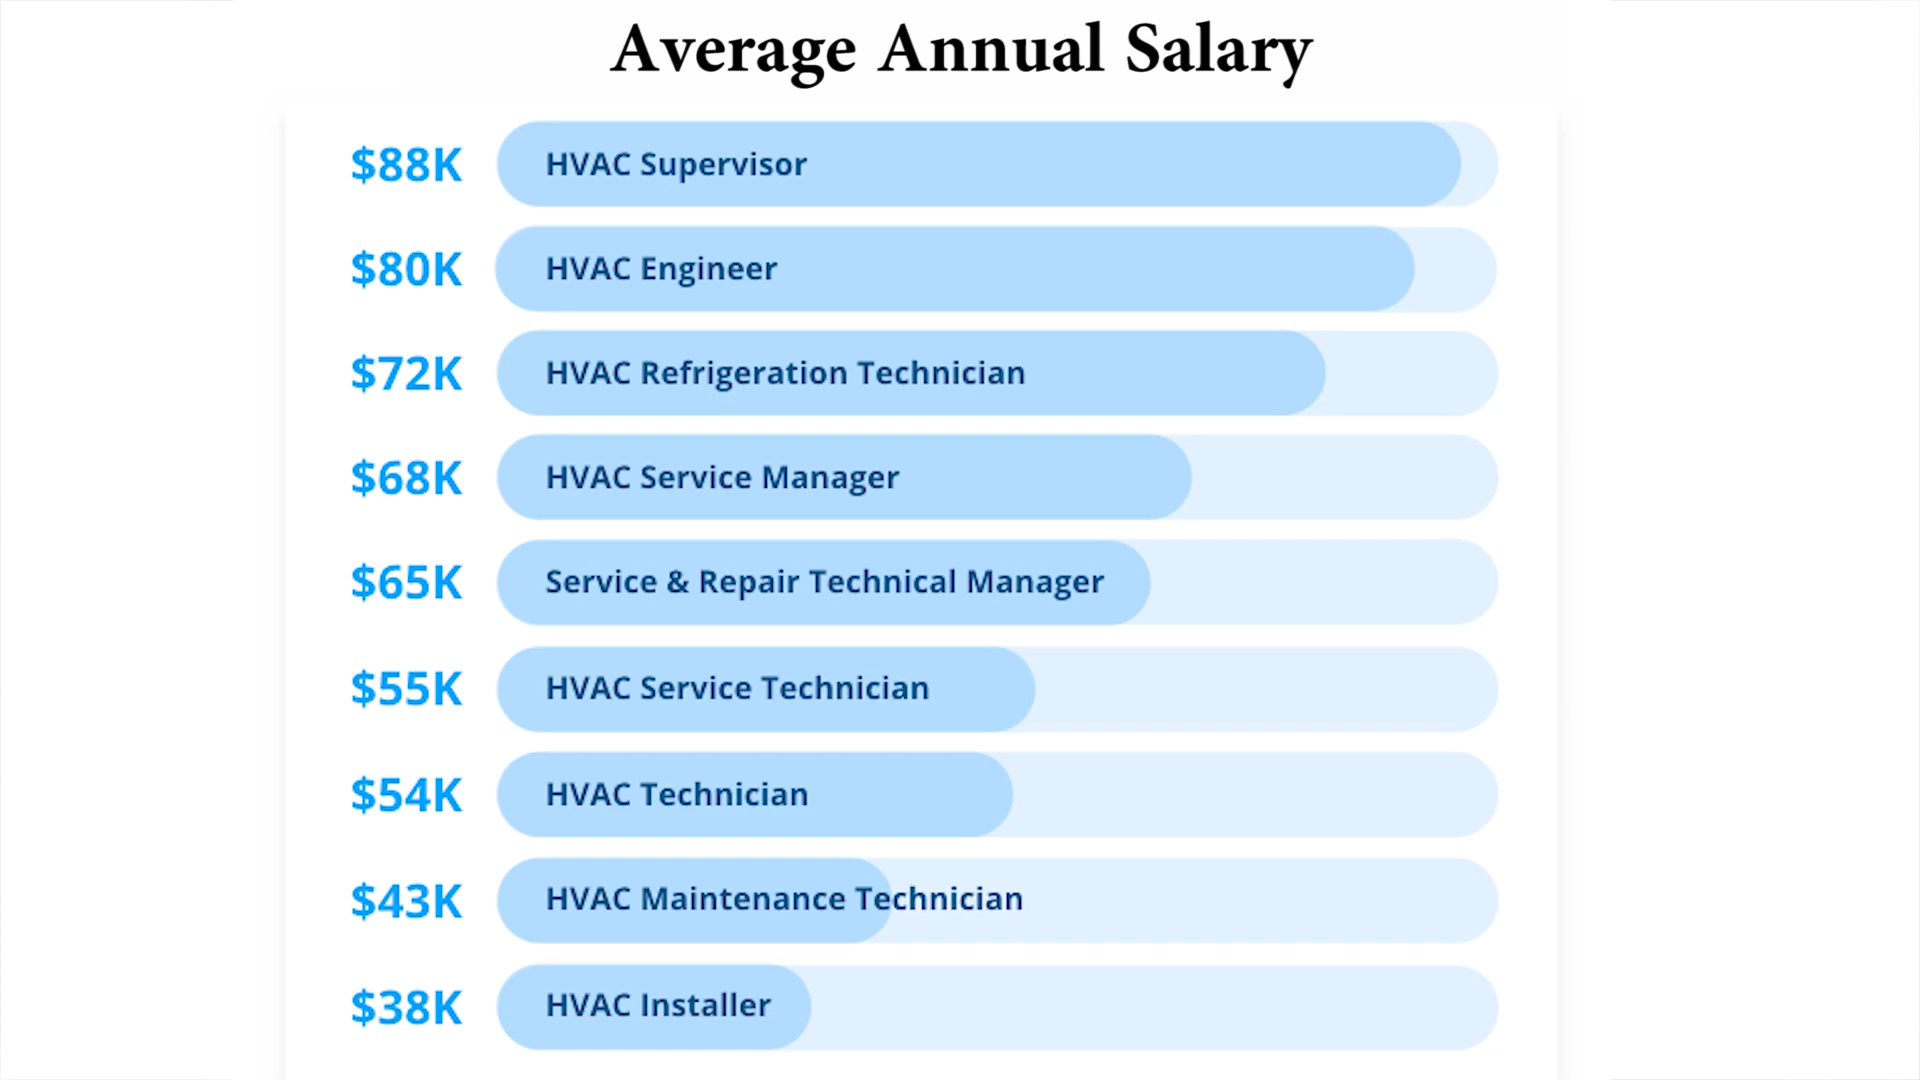 Average Annual Salary
$88K HVAC Supervisor
$80K HVAC Engineer
$72K HVAC Refrigeration Technician
$68K HVAC Service Manager
$65K Service & Repair Technical Manager
$55K HVAC Service Technician
$54K HVAC Technician
$43K HVAC Maintenance Technician
$38K HVAC Installer